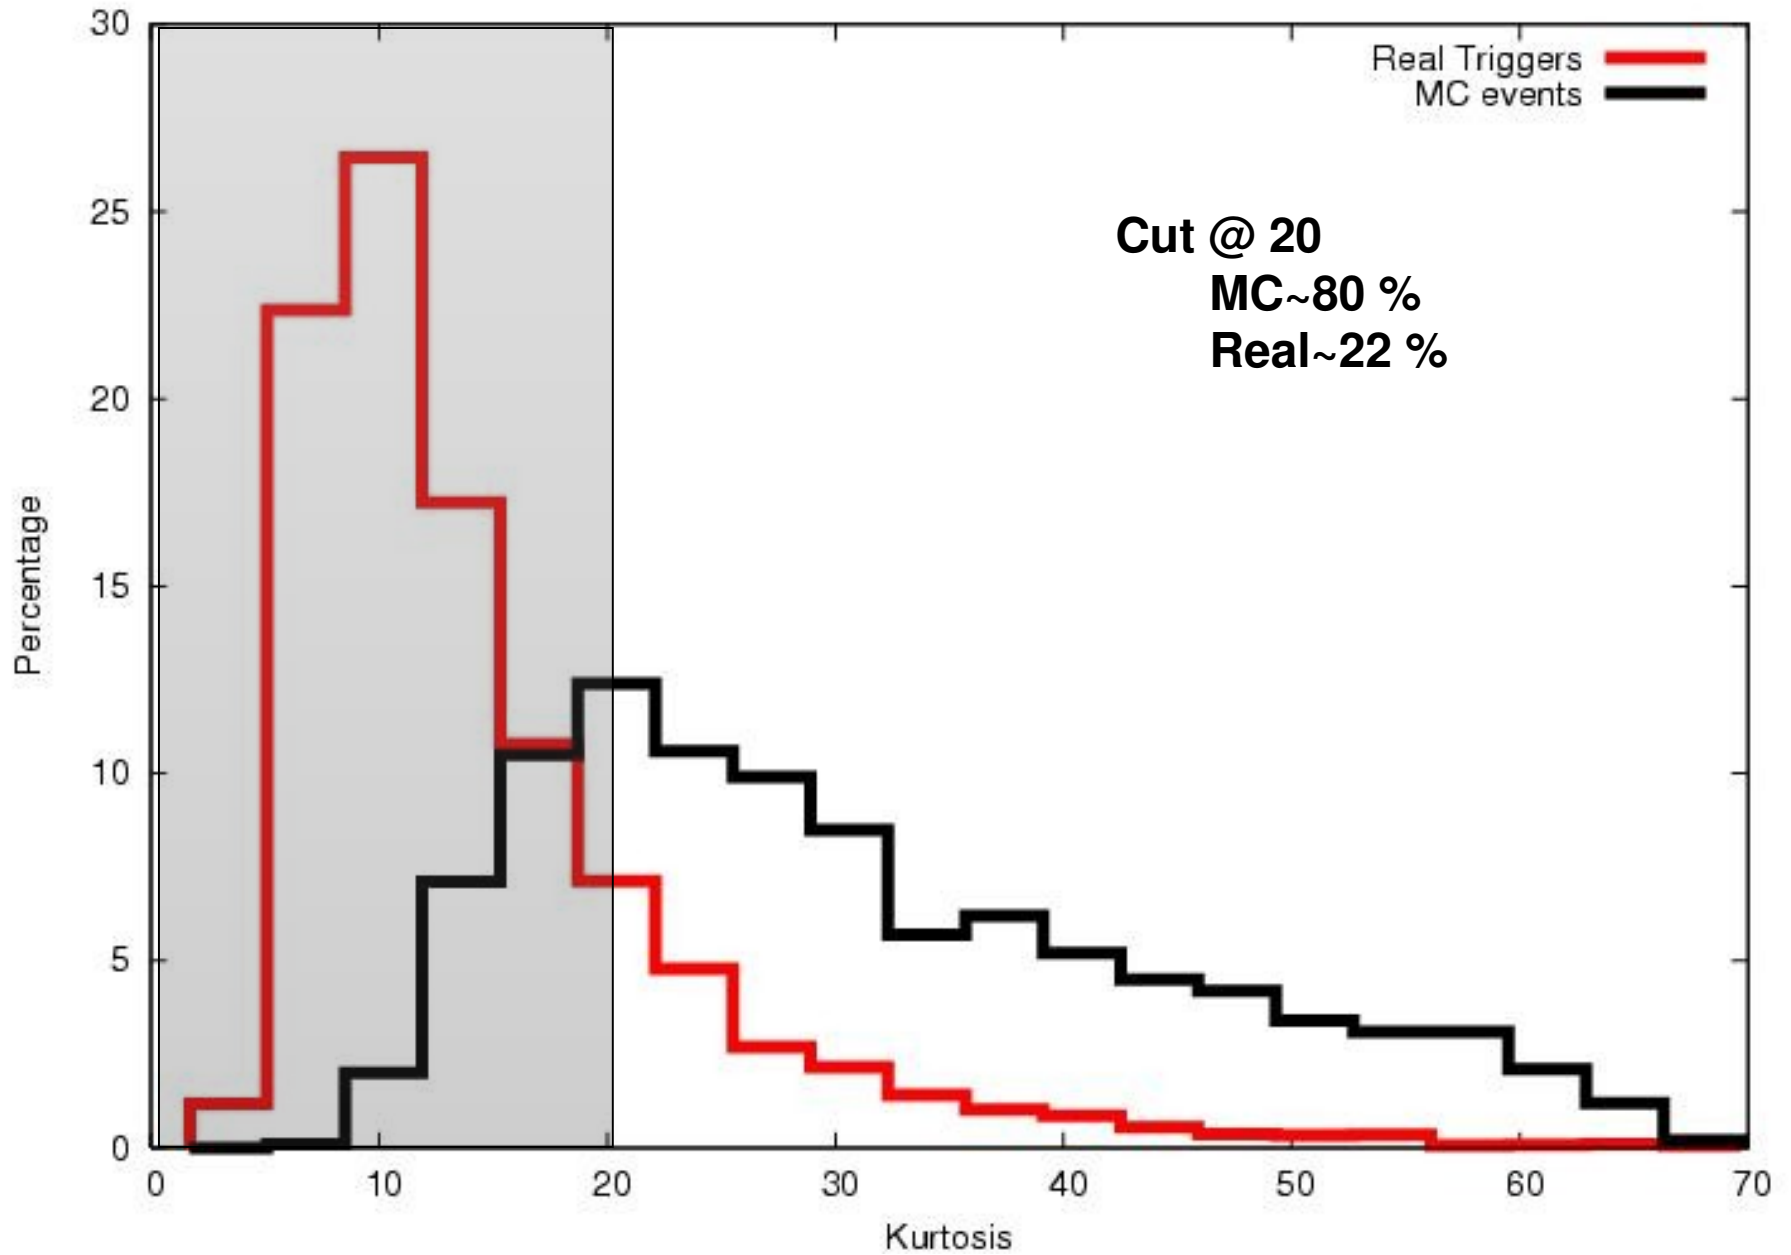 30
Real Triggers
MC events
25
Cut @ 20
MC~80 %
Real~22 %
20
15
10
5
0
Percentage
0 10 20 30 40 50 60 70
Kurtosis